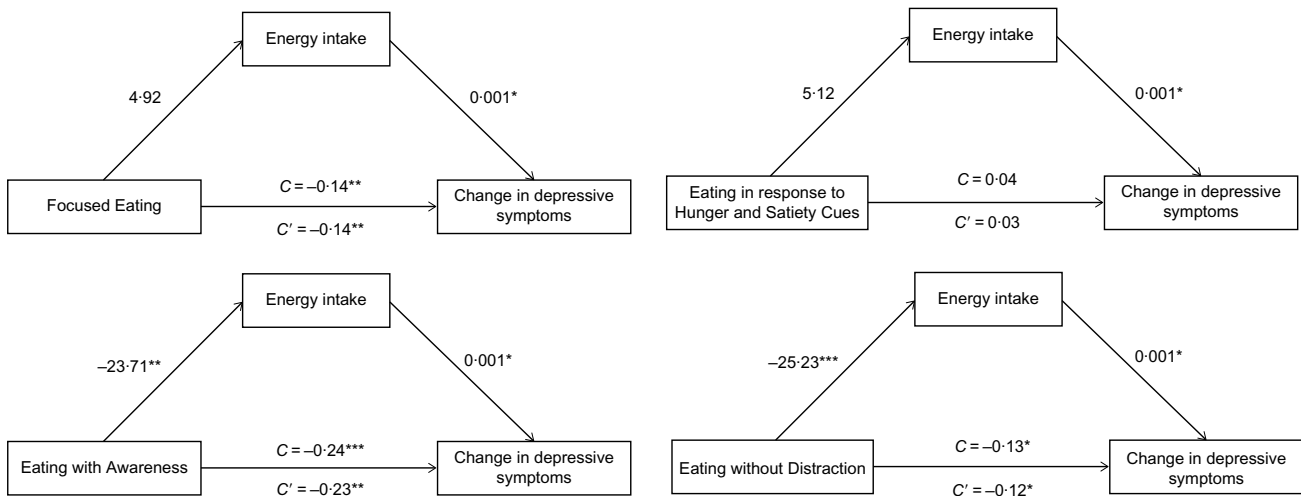 Energy intake
4·92
0·001*
Focused Eating
C = –0·14**
C′ = –0·14**
Change in depressive
symptoms
Energy intake
5·12
0·001*
Eating in response to
Hunger and Satiety Cues
C = 0·04
C′ = 0·03
Change in depressive
symptoms
Energy intake
–23·71**
0·001*
Eating with Awareness
C = –0·24***
C′ = –0·23**
Change in depressive
symptoms
Energy intake
–25·23***
0·001*
Eating without Distraction
C = –0·13*
C′ = –0·12*
Change in depressive
symptoms